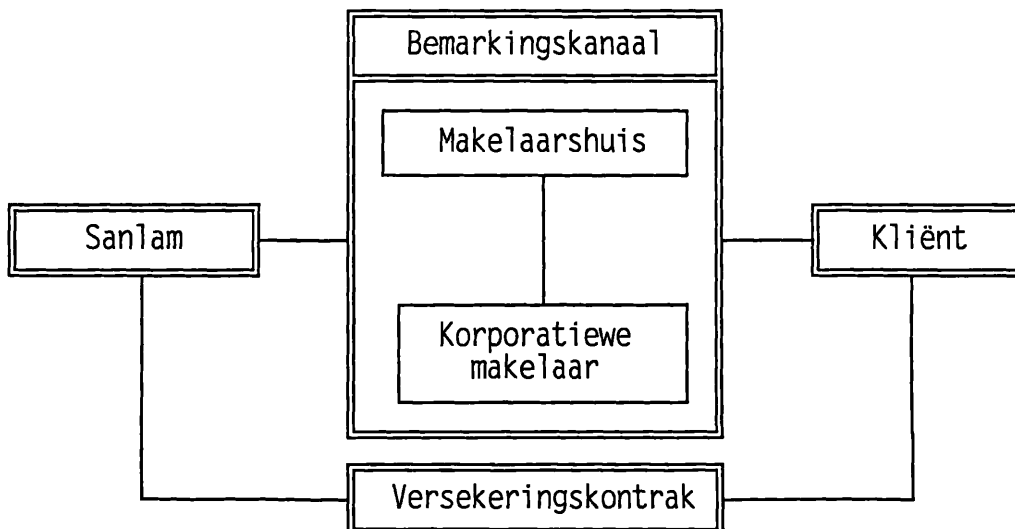 Bemarkingskanaal
Makelaarshuis
Sanlam
Kliënt
Korporatiewe
makelaar
Versekeringskontrak